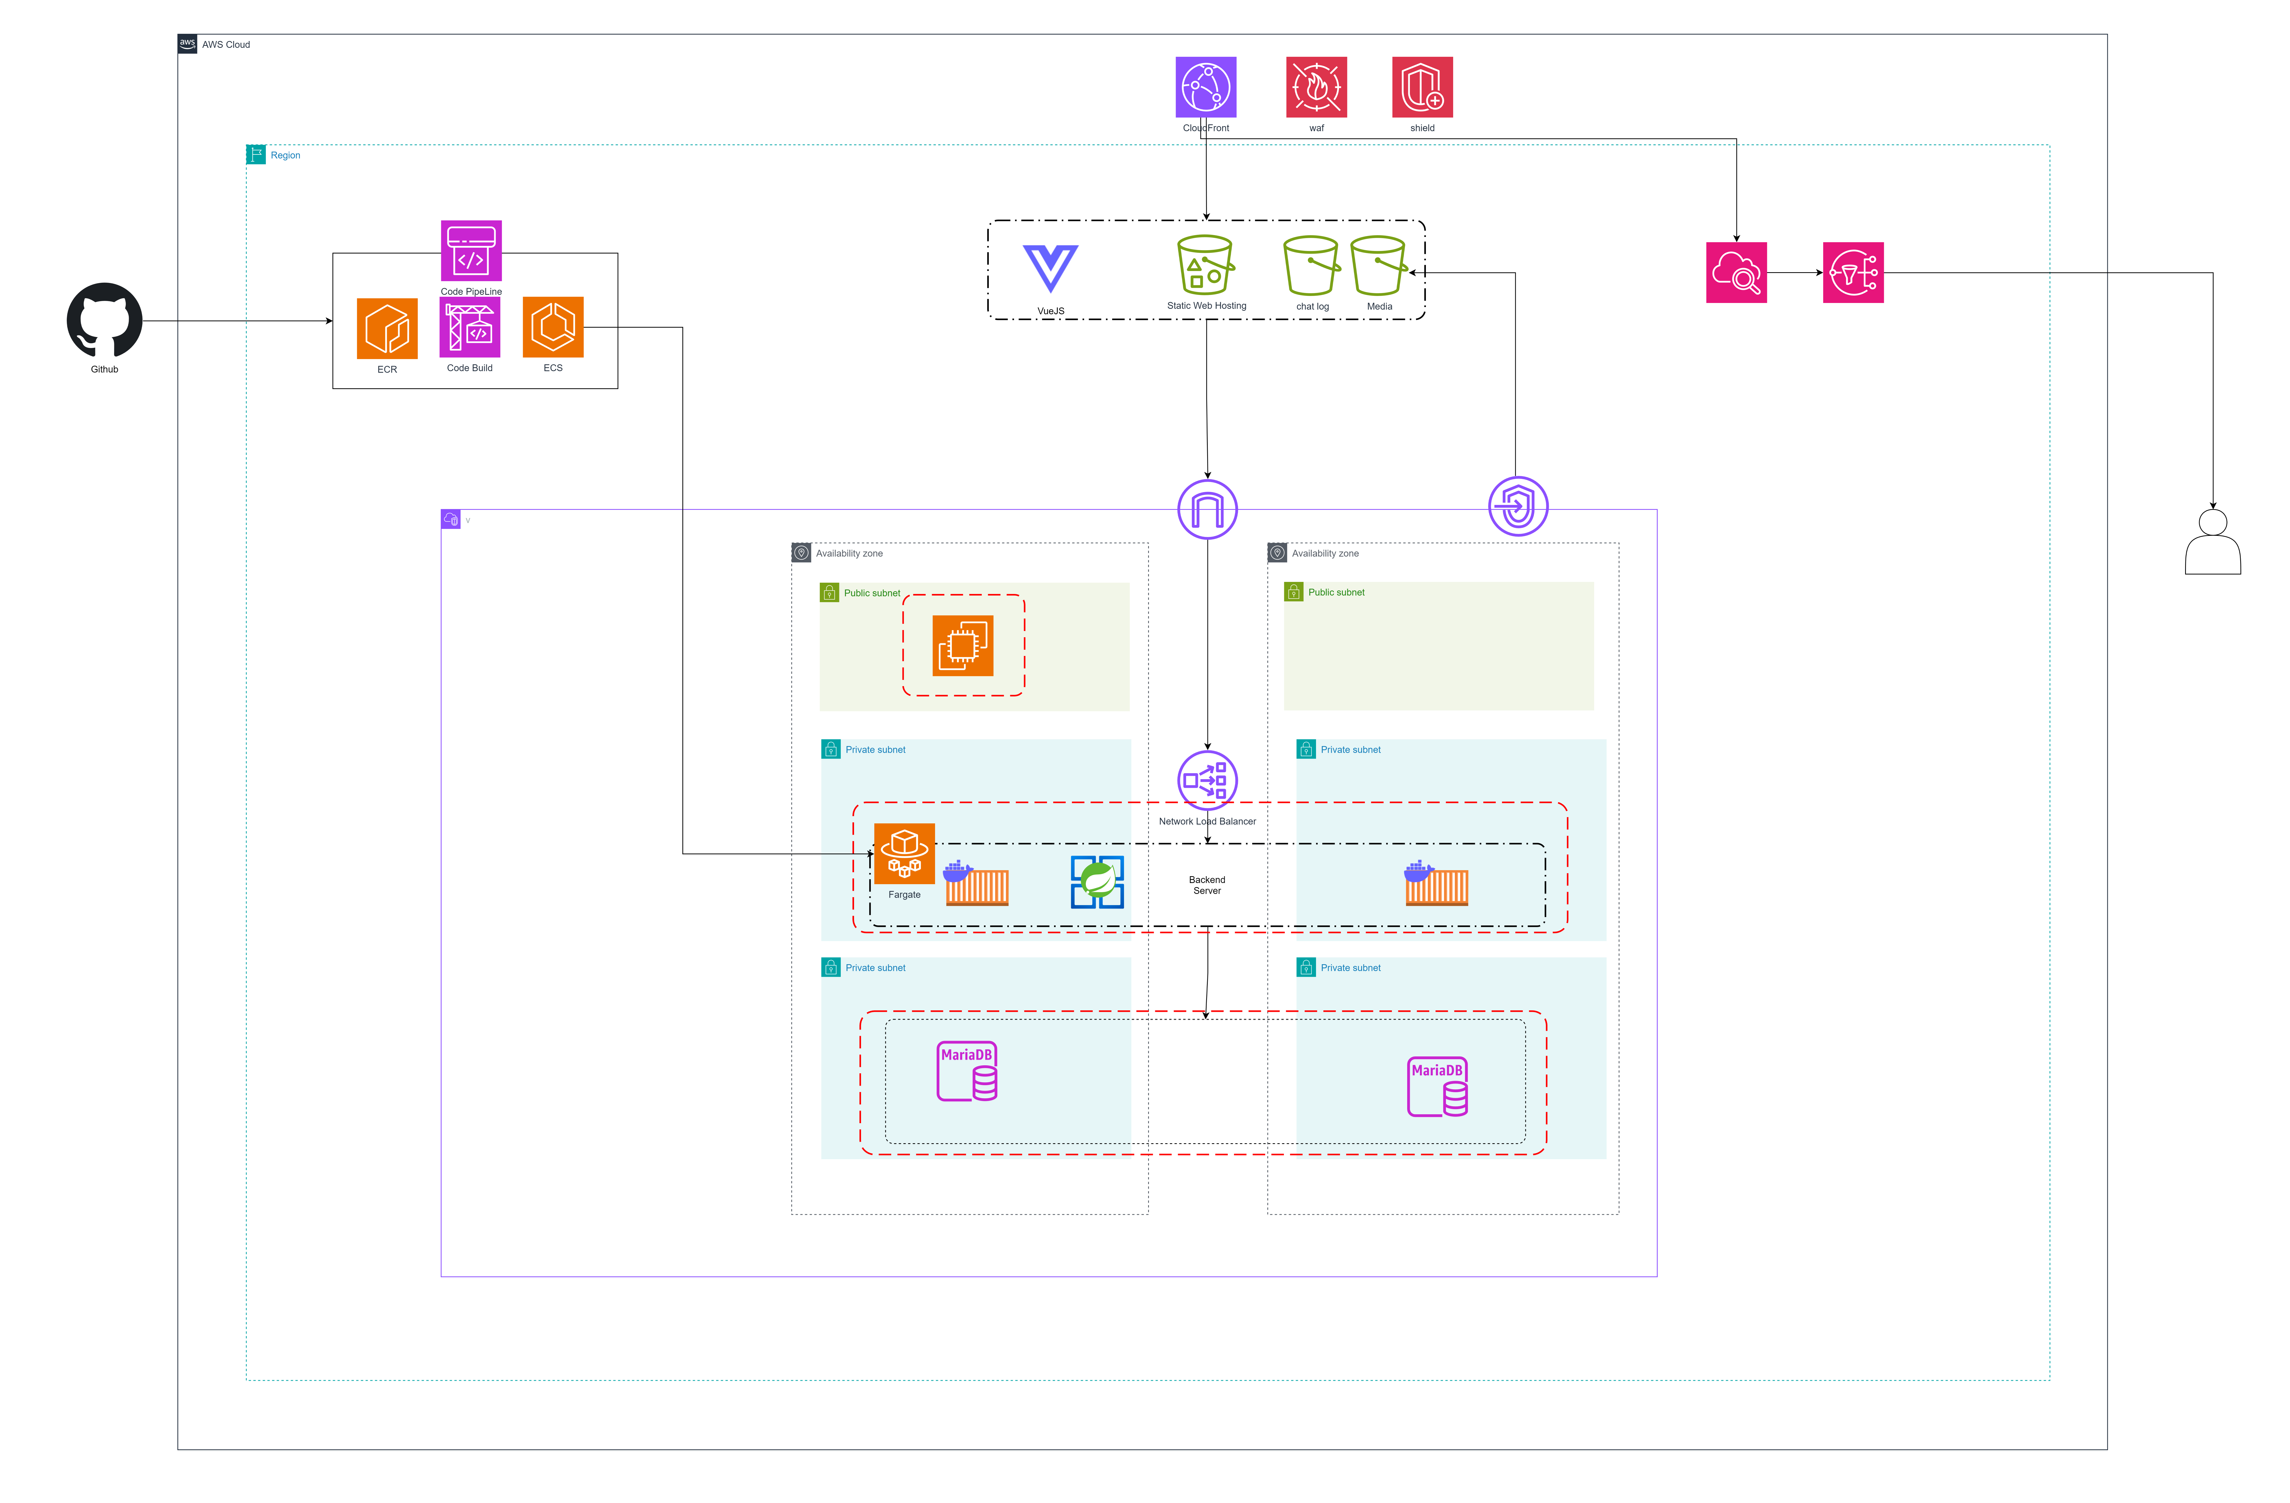 aws
AWS Cloud
CloudFront
waf
shield
Region
Code PipeLine
ECR
Code Build
ECS
Github
VueJS
Static Web Hosting
chat log
Media
v
Availability zone
Availability zone
Public subnet
Public subnet
Private subnet
Private subnet
Network Load Balancer
Fargate
Backend
Server
Private subnet
Private subnet
MariaDB
MariaDB